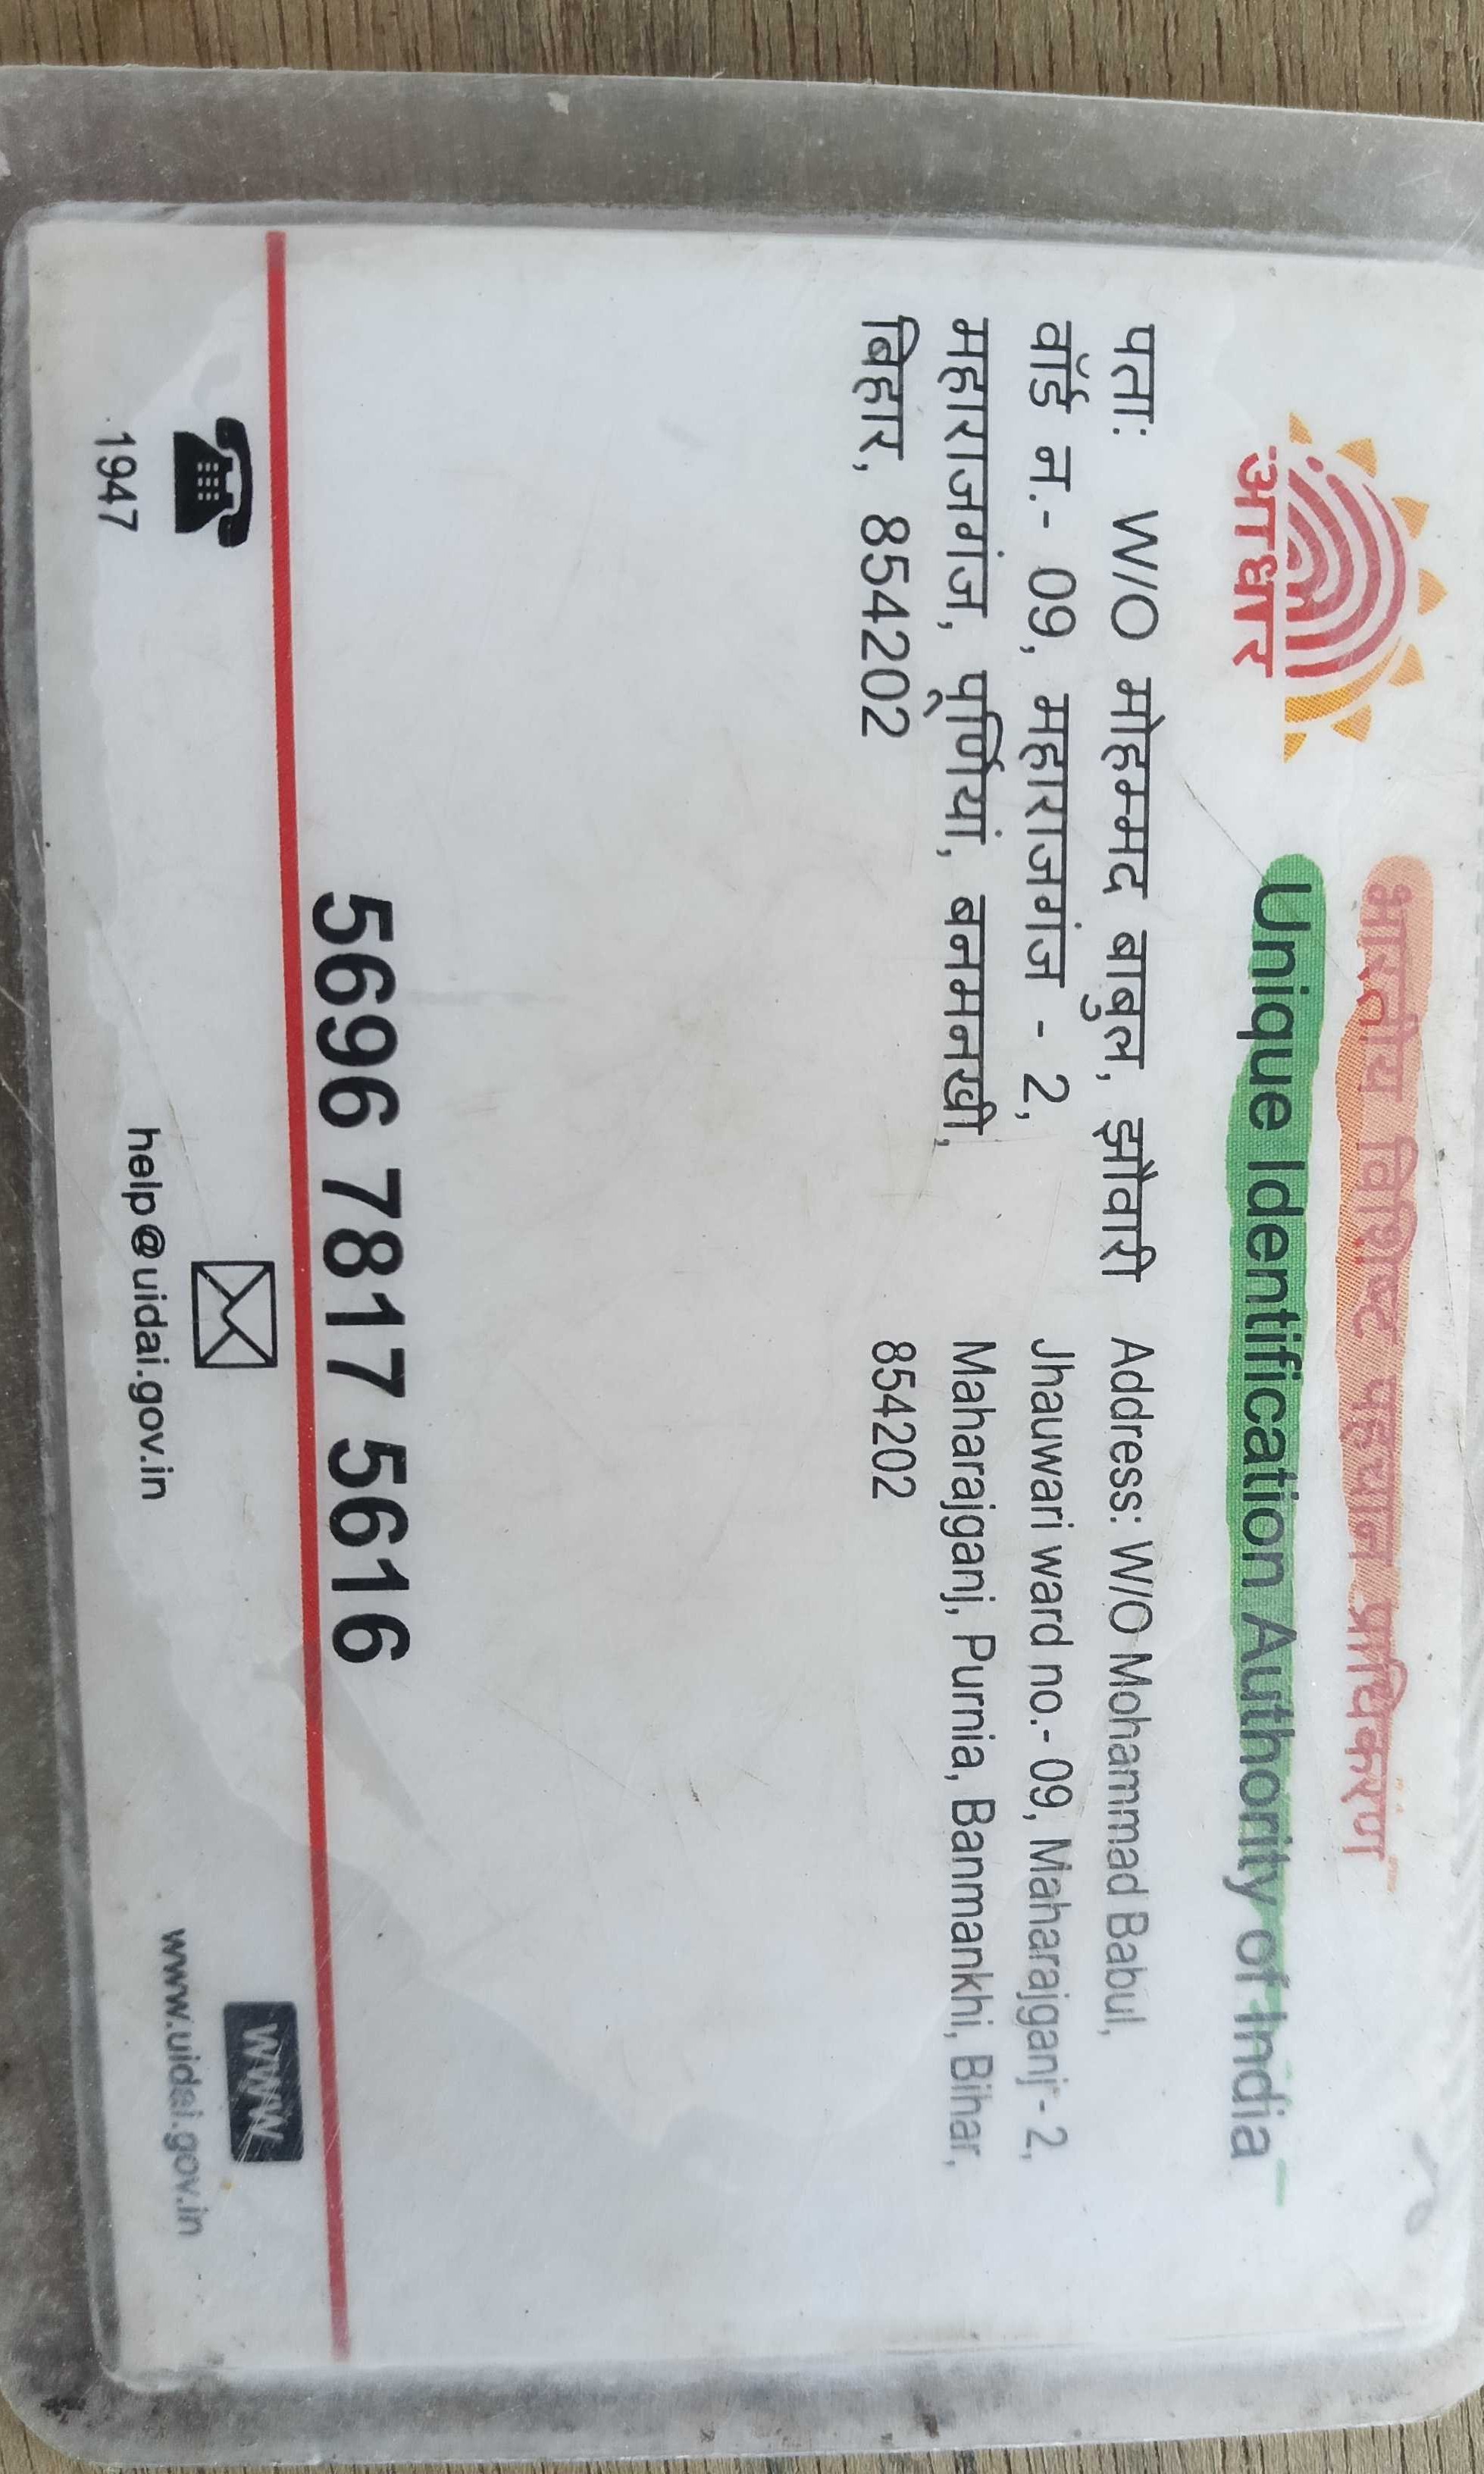 भारतीय विशिष्ट पहचान प्राधिकरण
Unique Identification Authority of India
आधार
पता: W/O मोहम्मद बाबुल, झौवारी
वॉर्ड न.- 09, महाराजगंज - 2,
महाराजगंज, पूर्णिया, बनमनखी,
बिहार, 854202
Address: W/O Mohammad Babul,
Jhauwari ward no.- 09, Maharajganj - 2,
Maharajganj, Purnia, Banmankhi, Bihar,
854202
5696 7817 5616
1947
help@uidai.gov.in
www
www.uidai.gov.in